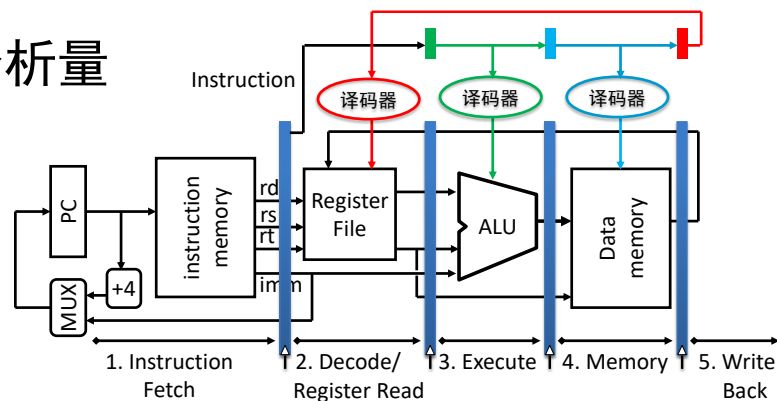 析量
Instruction
译码器
译码器
译码器
PC
instruction
memory
rd
rs
rt
imm
Register
File
ALU
Data
memory
+4
MUX
1. Instruction
Fetch
2. Decode/
Register Read
3. Execute
4. Memory
5. Write
Back